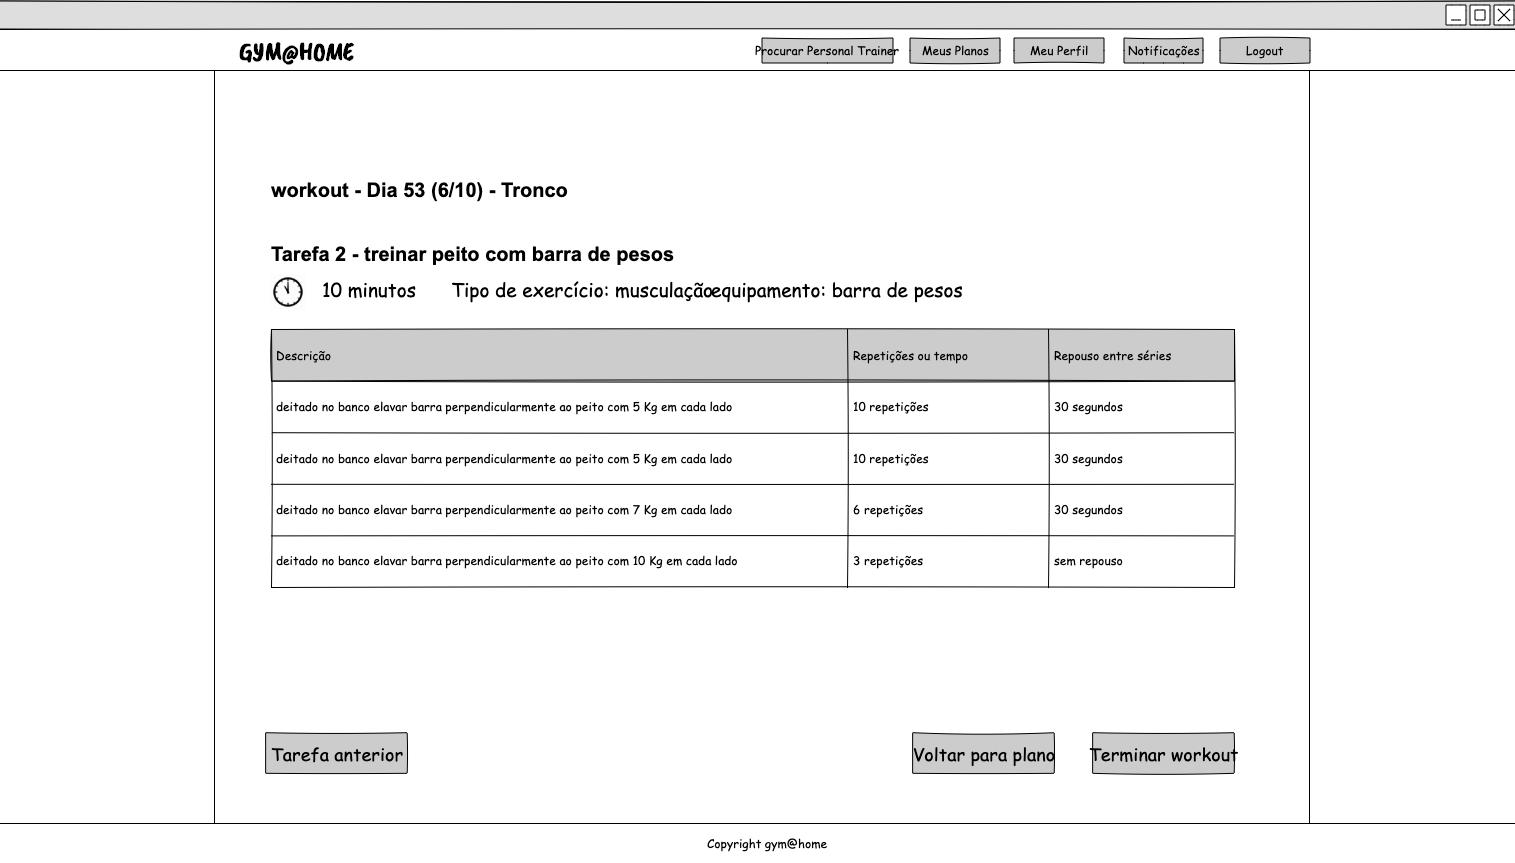 GYM@HOME
Procurar Personal Trainer
Meus Planos
Meu Perfil
Notificações
Logout
workout - Dia 53 (6/10) - Tronco
Tarefa 2 - treinar peito com barra de pesos
10 minutos
Tipo de exercício: musculação
equipamento: barra de pesos
Descrição
Repetições ou tempo
Repouso entre séries
deitado no banco elavar barra perpendicularmente ao peito com 5 Kg em cada lado
10 repetições
30 segundos
deitado no banco elavar barra perpendicularmente ao peito com 5 Kg em cada lado
10 repetições
30 segundos
deitado no banco elavar barra perpendicularmente ao peito com 7 Kg em cada lado
6 repetições
30 segundos
deitado no banco elavar barra perpendicularmente ao peito com 10 Kg em cada lado
3 repetições
sem repouso
Tarefa anterior
Voltar para plano
Terminar workout
Copyright gym@home